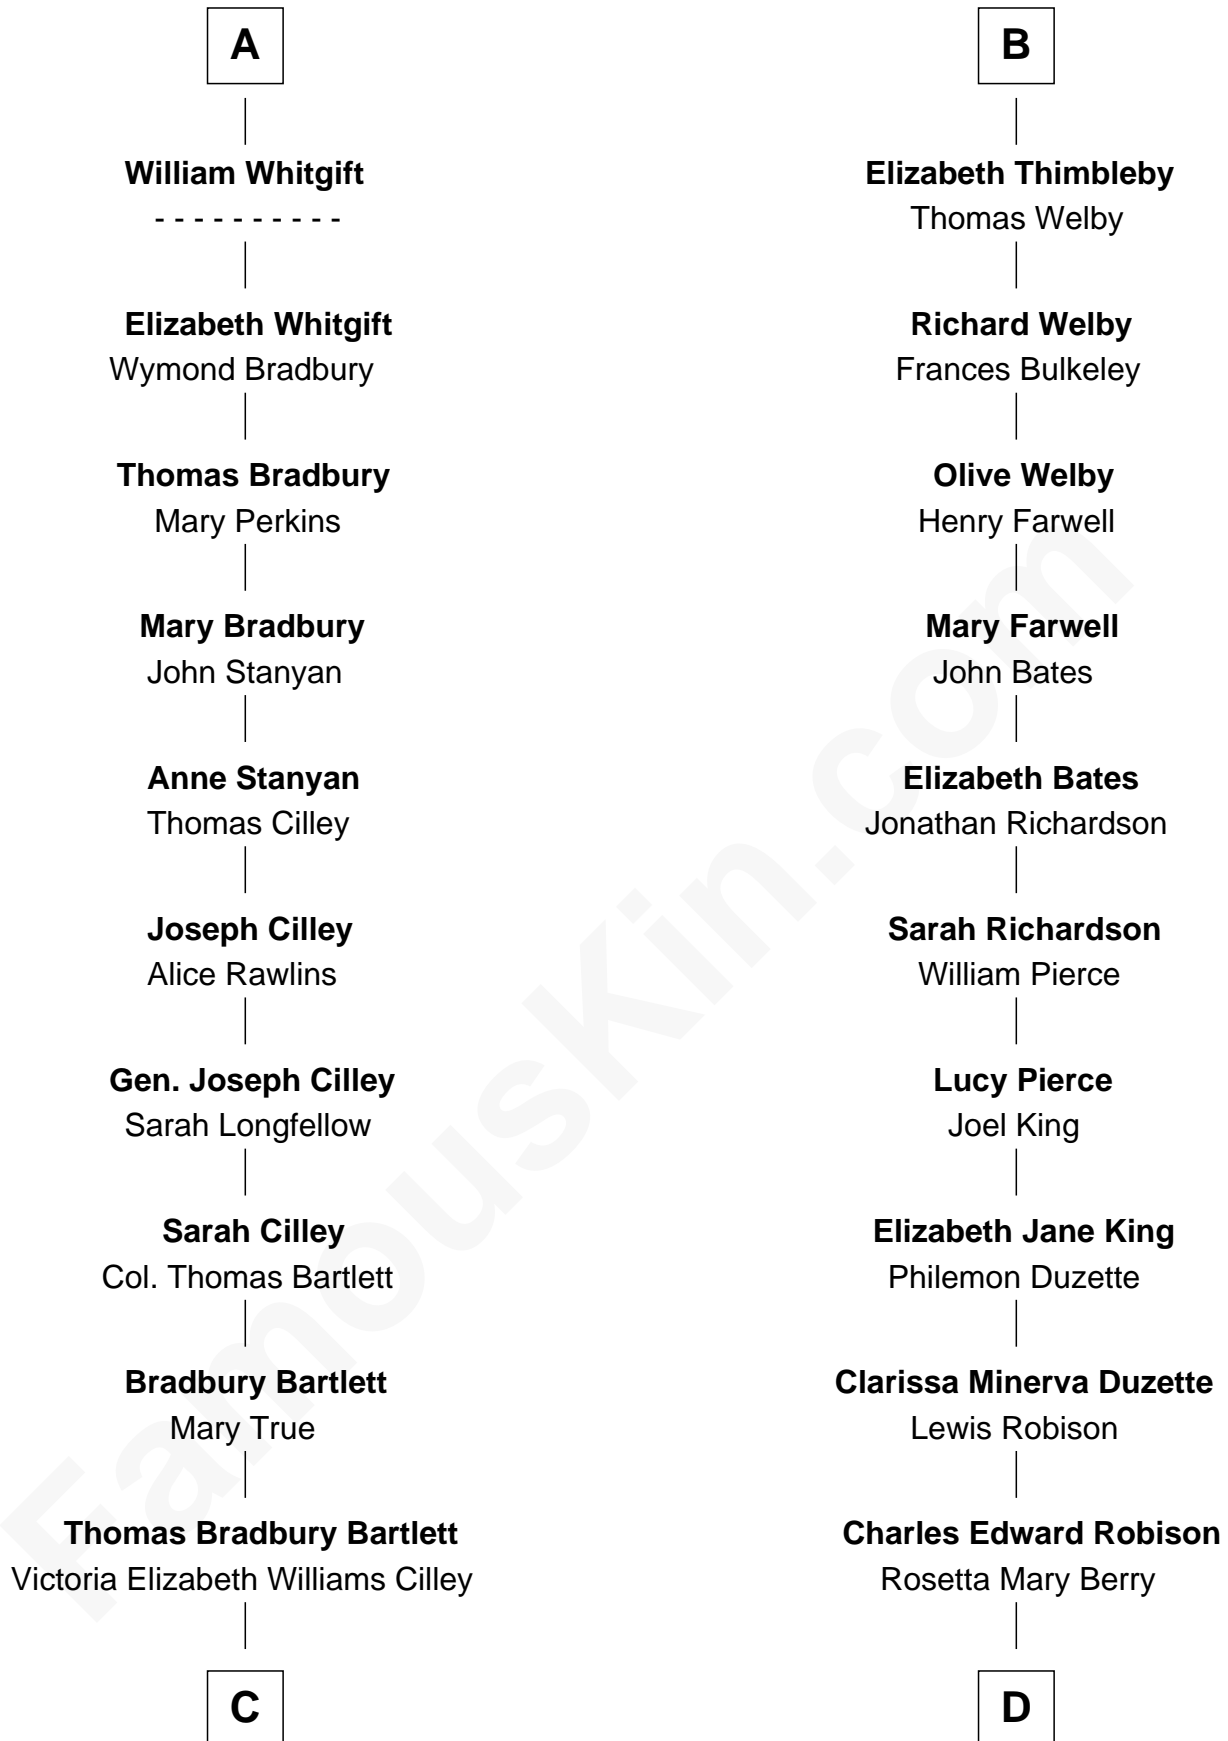 A
William Whitgift
- - - - - - - - - -
Elizabeth Whitgift
Wymond Bradbury
Thomas Bradbury
Mary Perkins
Mary Bradbury
John Stanyan
Anne Stanyan
Thomas Cilley
Joseph Cilley
Alice Rawlins
Gen. Joseph Cilley
Sarah Longfellow
Sarah Cilley
Col. Thomas Bartlett
Bradbury Bartlett
Mary True
Thomas Bradbury Bartlett
Victoria Elizabeth Williams Cilley
C
B
Elizabeth Thimbleby
Thomas Welby
Richard Welby
Frances Bulkeley
Olive Welby
Henry Farwell
Mary Farwell
John Bates
Elizabeth Bates
Jonathan Richardson
Sarah Richardson
William Pierce
Lucy Pierce
Joel King
Elizabeth Jane King
Philemon Duzette
Clarissa Minerva Duzette
Lewis Robison
Charles Edward Robison
Rosetta Mary Berry
D
FamousKin.com